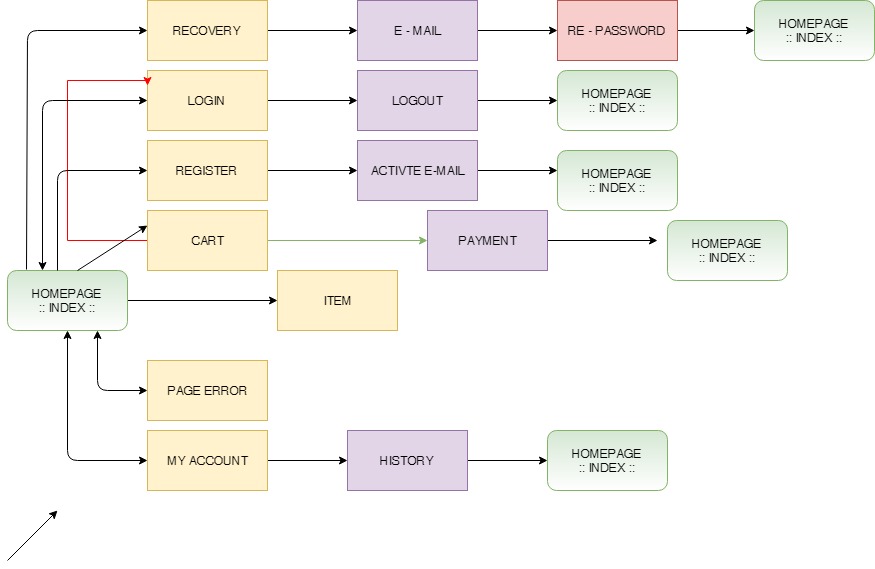 RECOVERY
E - MAIL
RE - PASSWORD
HOMEPAGE
:: INDEX ::
LOGIN
LOGOUT
HOMEPAGE
:: INDEX ::
REGISTER
ACTIVTE E-MAIL
HOMEPAGE
:: INDEX ::
CART
PAYMENT
HOMEPAGE
:: INDEX ::
HOMEPAGE
:: INDEX ::
ITEM
PAGE ERROR
MY ACCOUNT
HISTORY
HOMEPAGE
:: INDEX ::